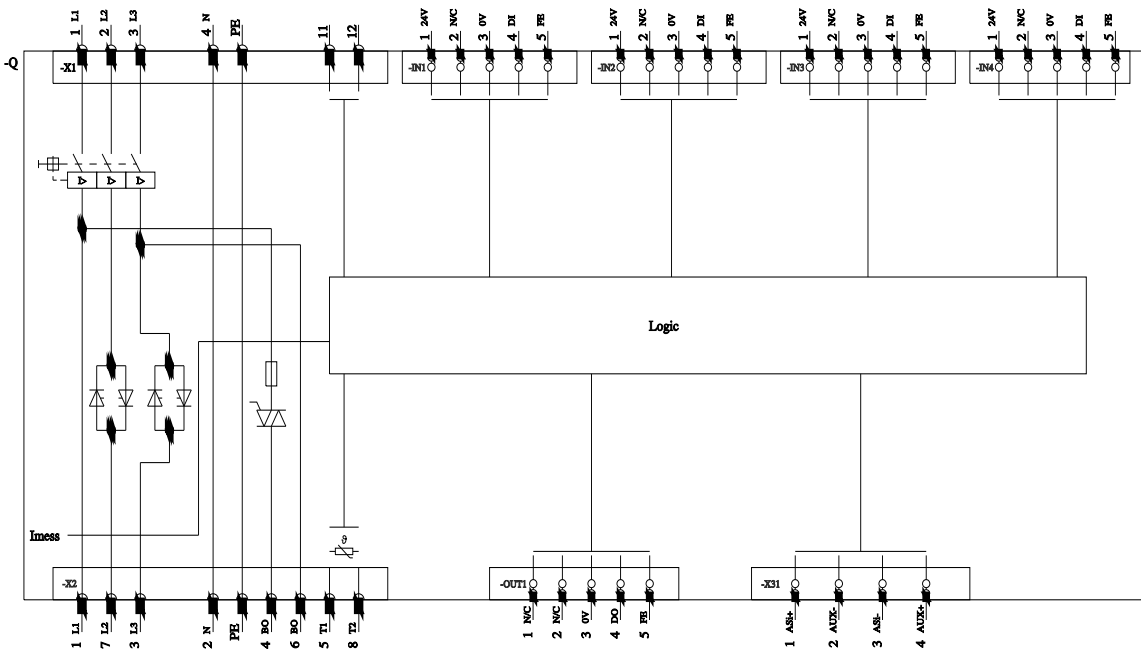 1 L1
2 L2
3 L3
4 N
PE
11
12
1 24V
2 N/C
3 0V
4 DI
5 FE
1 24V
2 N/C
3 0V
4 DI
5 FE
1 24V
2 N/C
3 0V
4 DI
5 FE
1 24V
2 N/C
3 0V
4 DI
5 FE
-Q
-X1
-IN1
-IN2
-IN3
-IN4
Logic
Imess
ϑ
-X2
-OUT1
-X31
1 L1
7 L2
3 L3
2 N
PE
4 BO
6 BO
5 T1
8 T2
1 N/C
2 N/C
3 0V
4 DO
5 FE
1 ASi+
2 AUX-
3 ASi-
4 AUX+